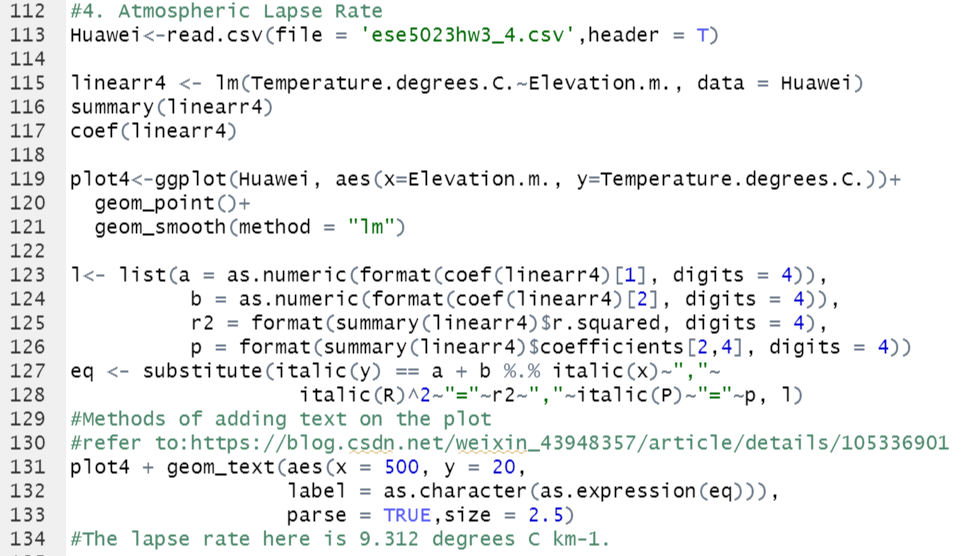 112 #4. Atmospheric Lapse Rate
113 Huawei<-read.csv(file = 'ese5023hw3_4.csv',header = T)
114
115 linearr4 <- lm(Temperature.degrees.C.~Elevation.m., data = Huawei)
116 summary(linearr4)
117 coef(linearr4)
118
119 plot4<-ggplot(Huawei, aes(x=Elevation.m., y=Temperature.degrees.C.))+
120   geom_point()+
121   geom_smooth(method = "lm")
122
123 l<- list(a = as.numeric(format(coef(linearr4)[1], digits = 4)),
124           b = as.numeric(format(coef(linearr4)[2], digits = 4)),
125           r2 = format(summary(linearr4)$r.squared, digits = 4),
126           p = format(summary(linearr4)$coefficients[2,4], digits = 4))
127 eq <- substitute(italic(y) == a + b %.% italic(x)~","~
128                    italic(R)^2~"="~r2~","~italic(P)~"="~p, l)
129 #Methods of adding text on the plot
130 #refer to:https://blog.csdn.net/weixin_43948357/article/details/105336901
131 plot4 + geom_text(aes(x = 500, y = 20,
132                   label = as.character(as.expression(eq))),
133                   parse = TRUE,size = 2.5)
134 #The lapse rate here is 9.312 degrees C km-1.